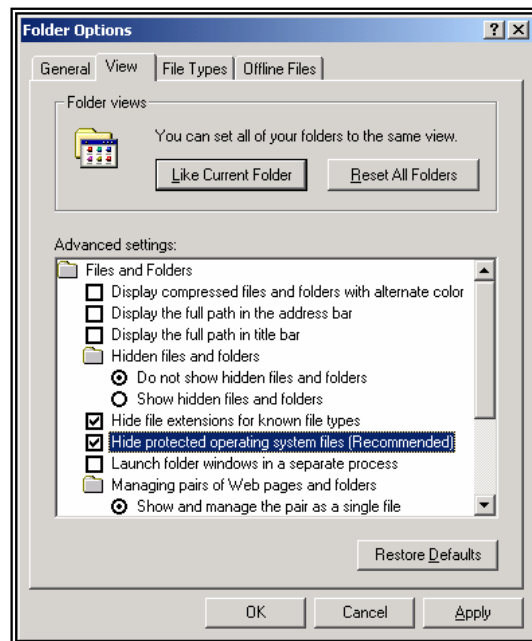 Folder Options
General View File Types Offline Files
Folder views
You can set all of your folders to the same view.
Like Current Folder Reset All Folders
Advanced settings:
Files and Folders
Display compressed files and folders with alternate color
Display the full path in the address bar
Display the full path in title bar
Hidden files and folders
Do not show hidden files and folders
Show hidden files and folders
Hide file extensions for known file types
Hide protected operating system files (Recommended)
Launch folder windows in a separate process
Managing pairs of Web pages and folders
Show and manage the pair as a single file
Restore Defaults
OK Cancel Apply